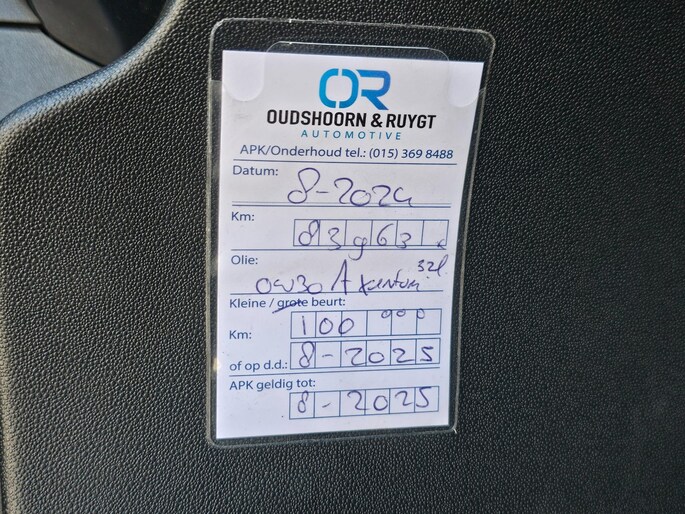 OR
OUDSHOORN & RUYGT
AUTOMOTIVE
APK/Onderhoud tel.: (015) 369 8488
Datum: 8-2024
Km: 83963
Olie: 0W30
Kleine / grote beurt:
Km: 100 000
of op d.d.: 8-2025
APK geldig tot:
8-2025